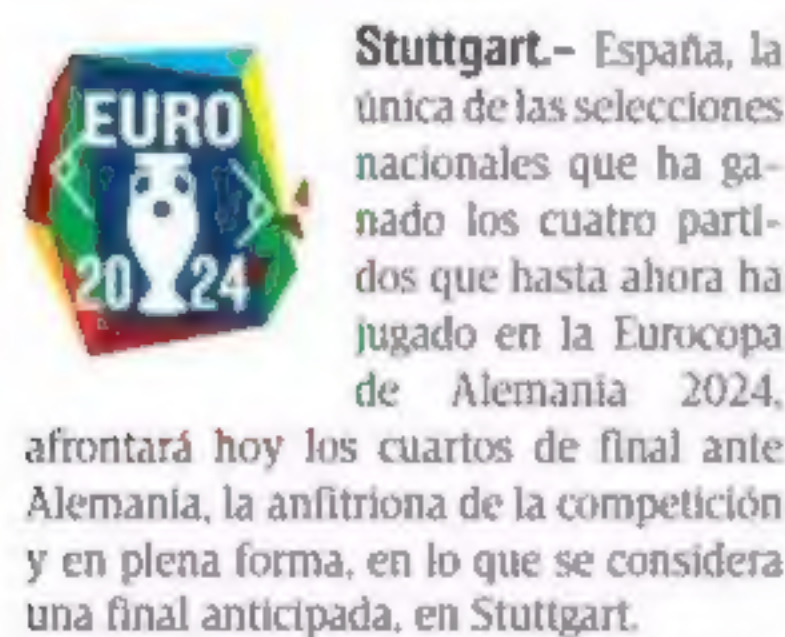 EURO
2024
Stuttgart.– España, la
única de las selecciones
nacionales que ha ga-
nado los cuatro parti-
dos que hasta ahora ha
jugado en la Eurocopa
de Alemania 2024,
afrontará hoy los cuartos de final ante
Alemania, la anfitriona de la competición
y en plena forma, en lo que se considera
una final anticipada, en Stuttgart.